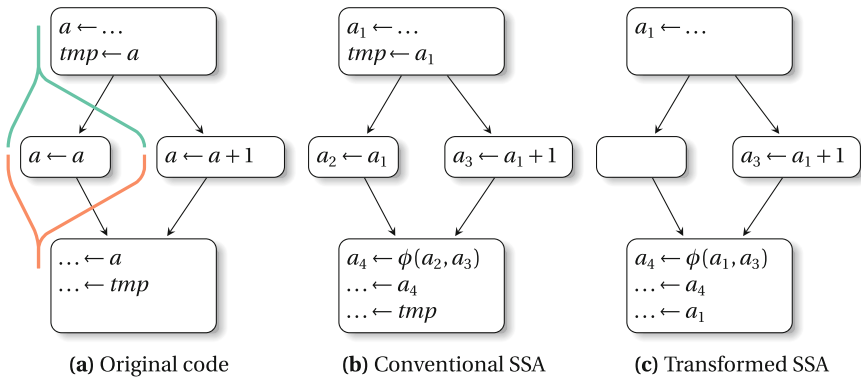 a ← …
tmp ← a
a ← a
a ← a + 1
… ← a
… ← tmp
(a) Original code
a₁ ← …
tmp ← a₁
a₂ ← a₁
a₃ ← a₁ + 1
a₄ ← ϕ(a₂, a₃)
… ← a₄
… ← tmp
(b) Conventional SSA
a₁ ← …
a₃ ← a₁ + 1
a₄ ← ϕ(a₁, a₃)
… ← a₄
… ← a₁
(c) Transformed SSA